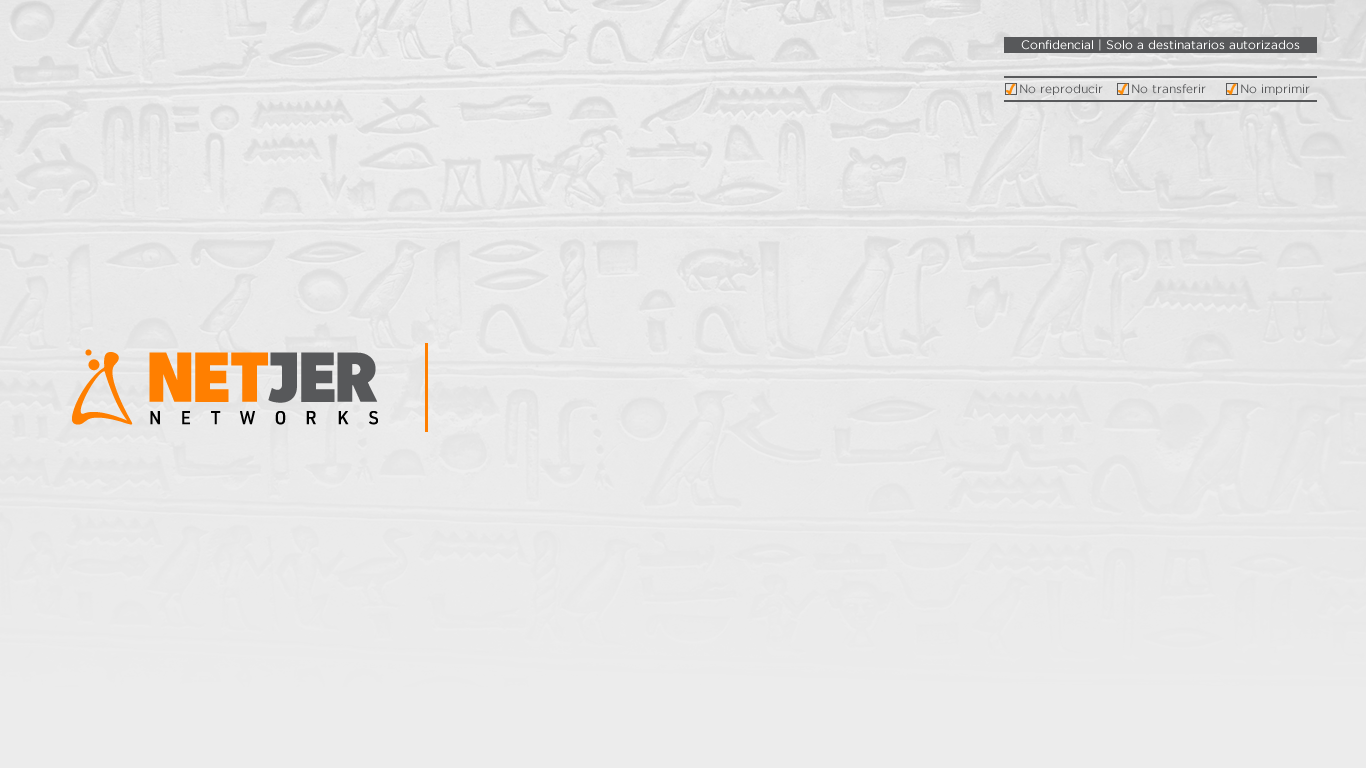 Confidencial | Solo a destinatarios autorizados
No reproducir No transferir No imprimir
NETJER
NETWORKS